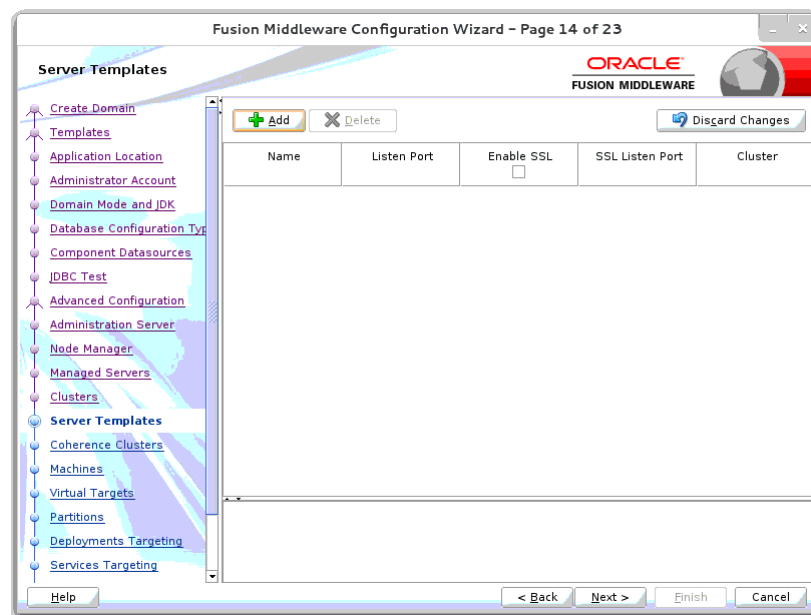 Fusion Middleware Configuration Wizard – Page 14 of 23
Server Templates
ORACLE
FUSION MIDDLEWARE
Create Domain
Templates
Application Location
Administrator Account
Domain Mode and JDK
Database Configuration Typ
Component Datasources
JDBC Test
Advanced Configuration
Administration Server
Node Manager
Managed Servers
Clusters
Server Templates
Coherence Clusters
Machines
Virtual Targets
Partitions
Deployments Targeting
Services Targeting
Add Delete Discard Changes
Name Listen Port Enable SSL SSL Listen Port Cluster
Help < Back Next > Finish Cancel